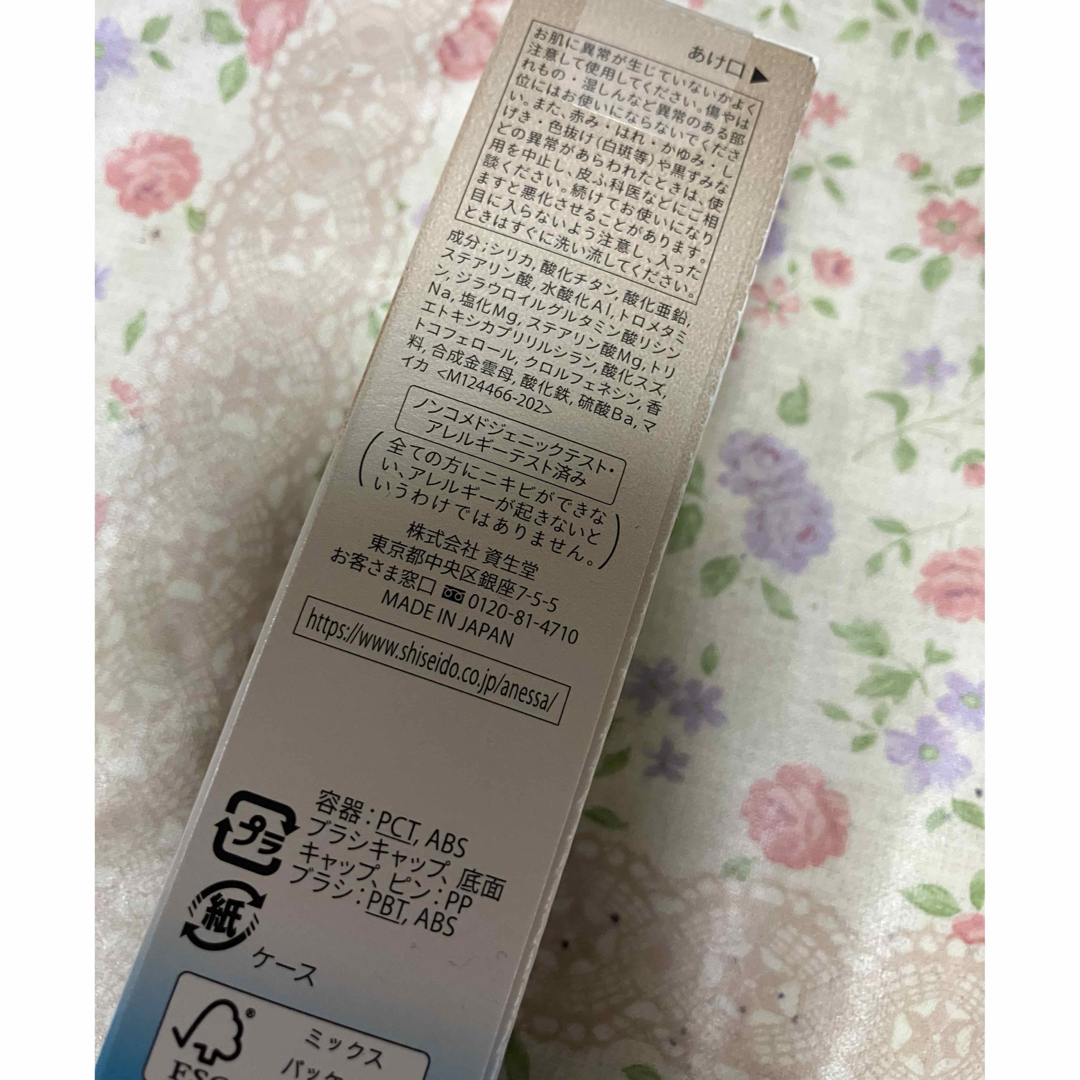 あけ口▶
お肌に異常が生じていないかよく
注意して使用してください。傷やは
れもの・湿しんなど異常のある部
位にはお使いにならないでくださ
い。また、赤み・はれ・かゆみ・し
げき・色抜け(白斑等)や黒ずみな
どの異常があらわれたときは、使
用を中止し、皮ふ科医などにご相
談ください。続けてお使いになり
ますと悪化させることがあります。
目に入らないよう注意し、入った
ときはすぐに洗い流してください。
成分;シリカ,酸化チタン,酸化亜鉛,
ステアリン酸,水酸化Al,トロメタミ
ン,ジラウロイルグルタミン酸リシン
Na,塩化Mg,ステアリン酸Mg,トリ
エトキシカプリリルシラン,酸化スズ,
トコフェロール,クロルフェネシン,香
料,合成金雲母,酸化鉄,硫酸Ba,マ
イカ <M124466-202>
ノンコメドジェニックテスト・
アレルギーテスト済み
(全ての方にニキビができな
い、アレルギーが起きないと
いうわけではありません。)
株式会社 資生堂
東京都中央区銀座7-5-5
お客さま窓口 0120-81-4710
MADE IN JAPAN
https://www.shiseido.co.jp/anessa/
プラ
容器:PCT, ABS
ブラシキャップ、底面
キャップ、ピン:PP
ブラシ:PBT, ABS
紙
ケース
FSC
®
ミックス
パッケ